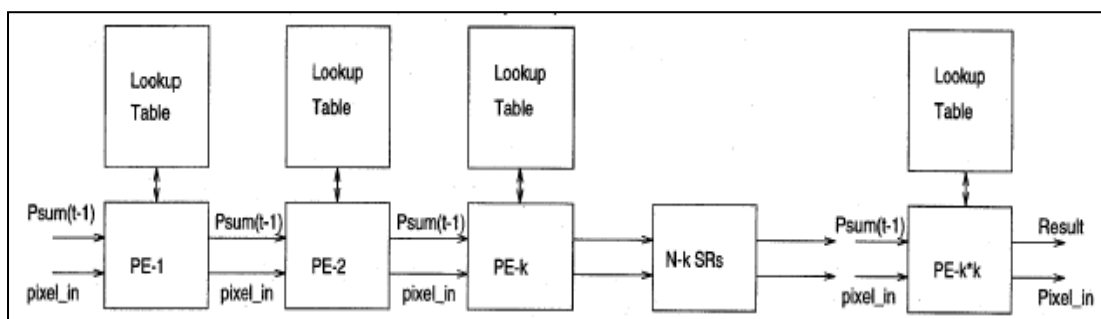 Lookup
Table
Lookup
Table
Lookup
Table
Lookup
Table
Psum(t-1)
Psum(t-1)
Psum(t-1)
Psum(t-1)
Result
PE-1
PE-2
PE-k
N-k SRs
PE-k*k
pixel_in
pixel_in
pixel_in
pixel_in
Pixel_in